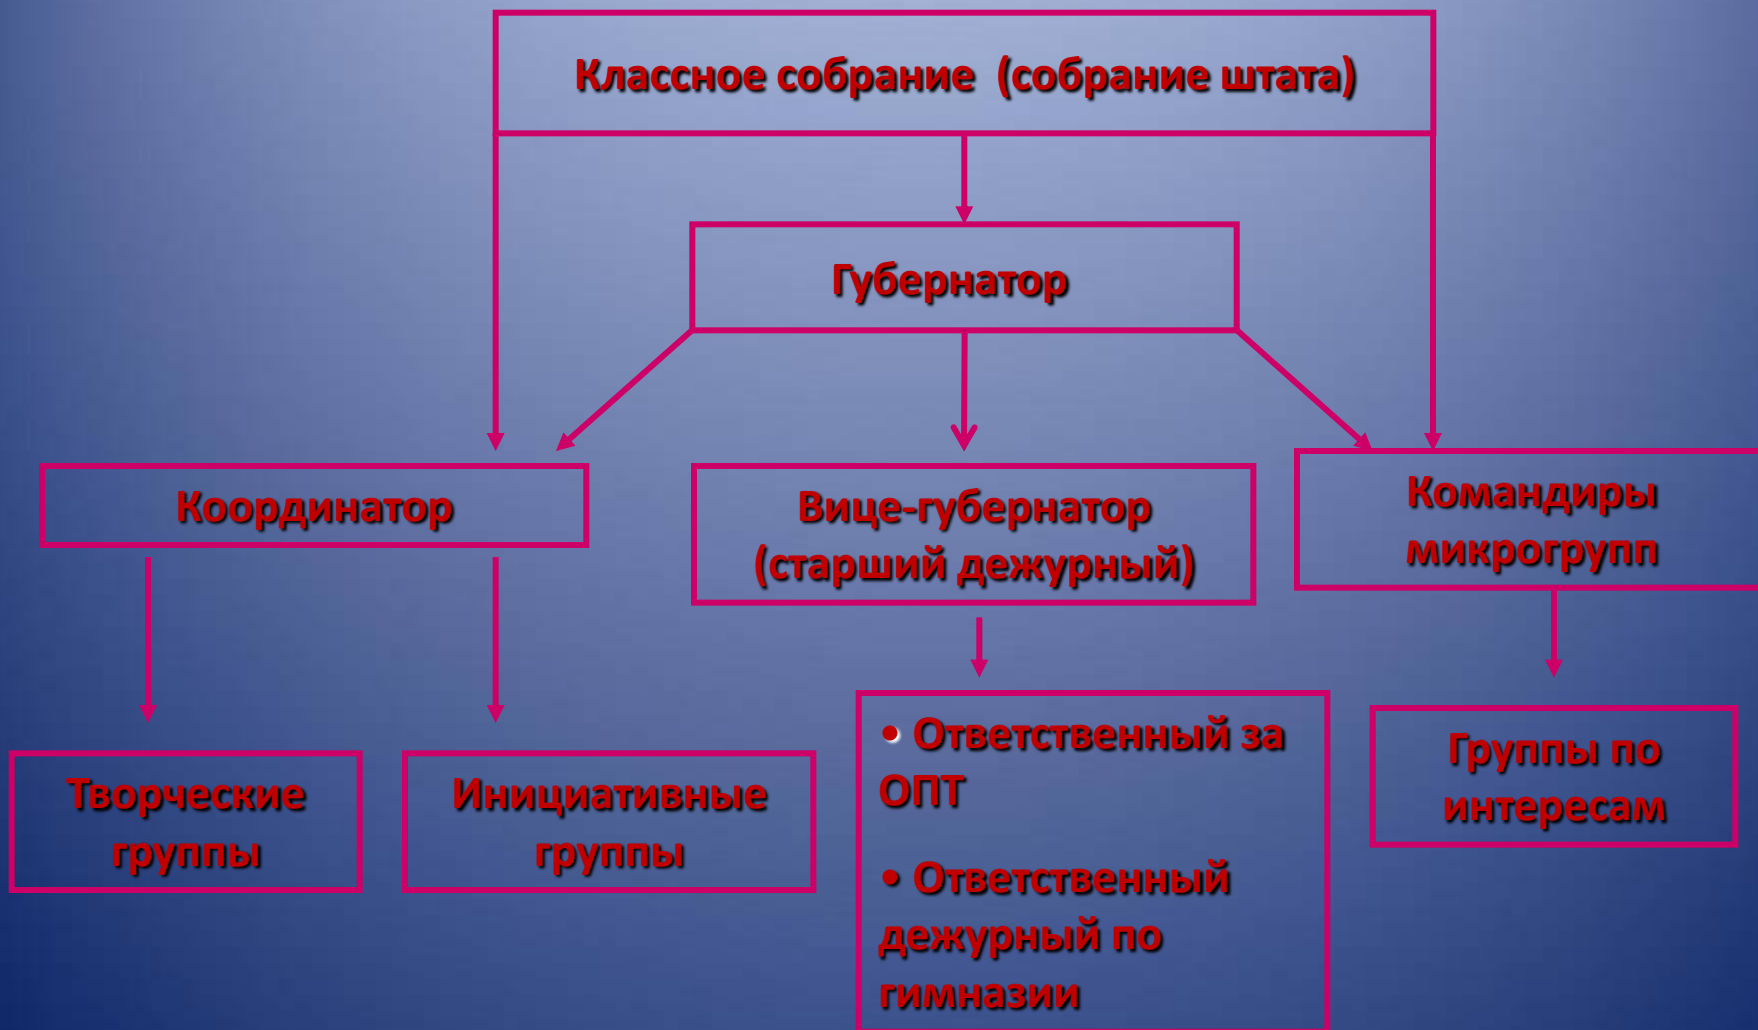 Классное собрание (собрание штата)
Губернатор
Координатор
Вице-губернатор
(старший дежурный)
Командиры
микрогрупп
Творческие
группы
Инициативные
группы
• Ответственный за
ОПТ
• Ответственный
дежурный по
гимназии
Группы по
интересам